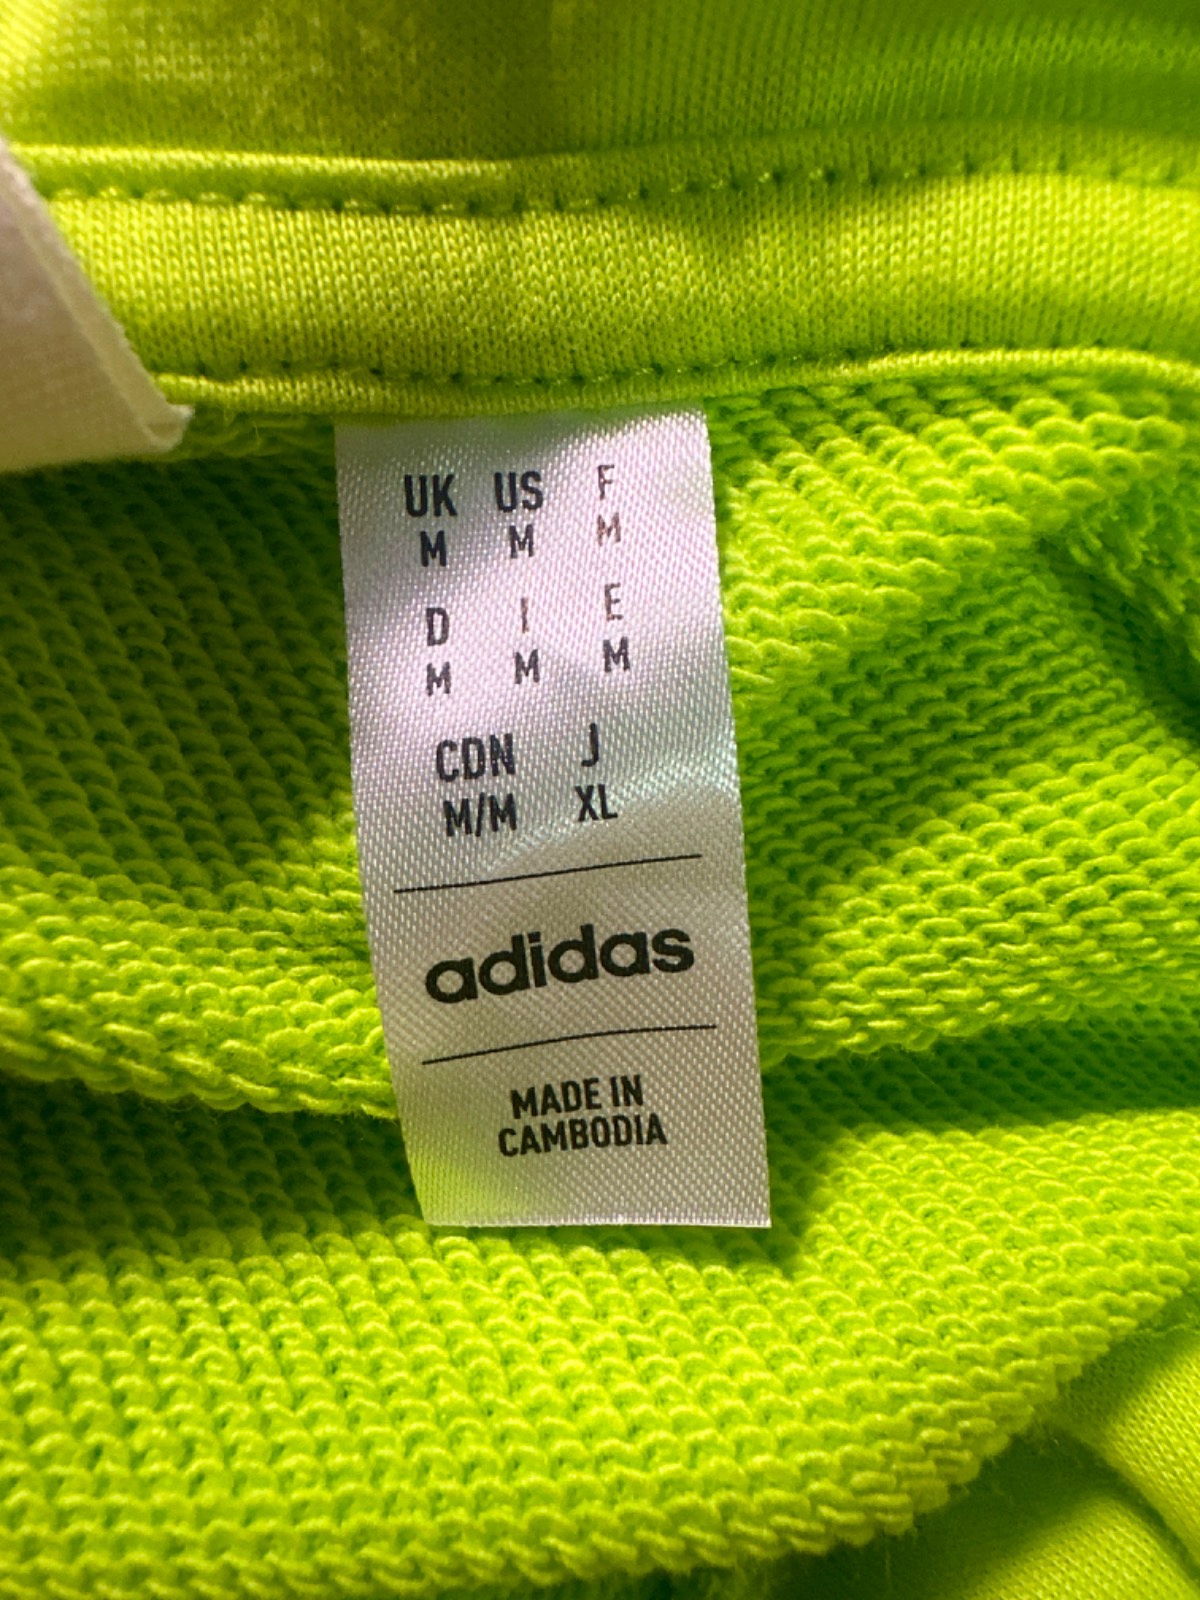 UK US F
M M M
D I E
M M M
CDN J
M/M XL
adidas
MADE IN
CAMBODIA